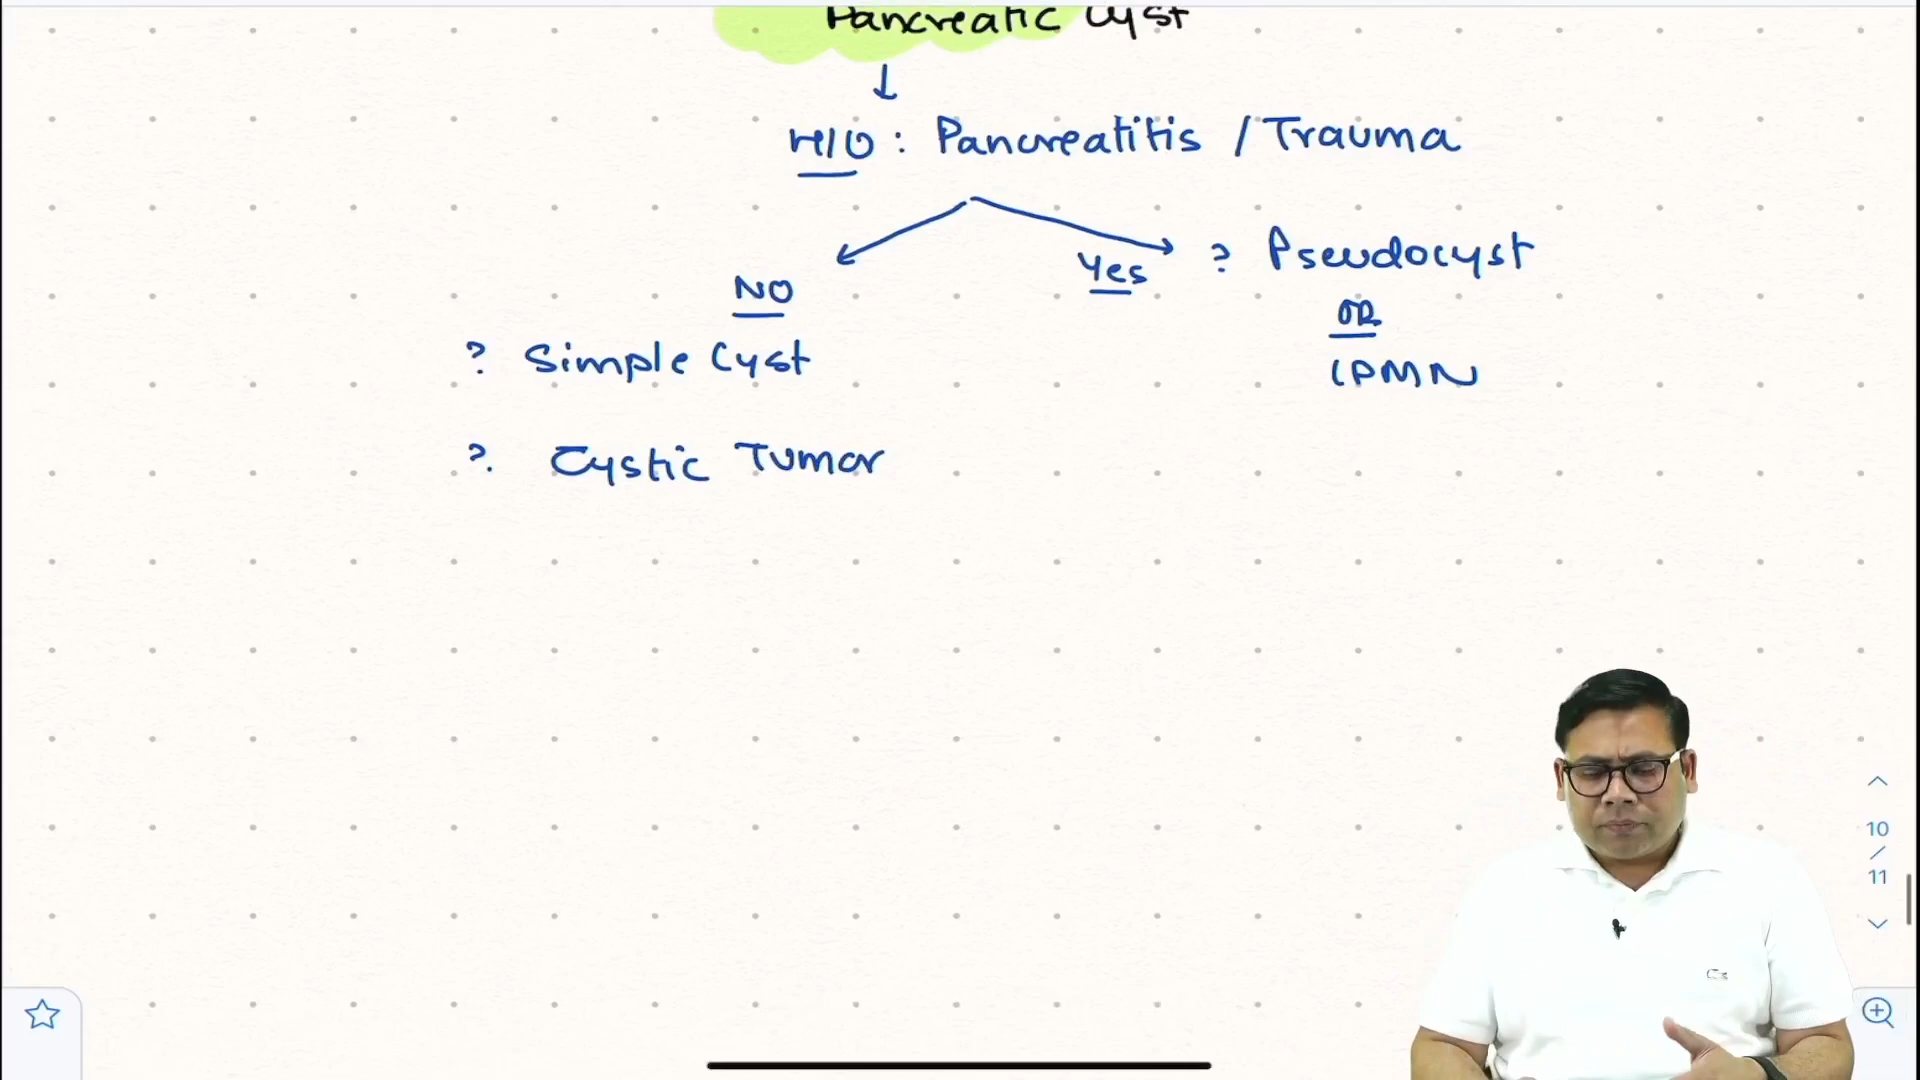 Pancreatic Cyst
↓
H/O : Pancreatitis / Trauma
NO
Yes
? Pseudocyst
OR
IPMN
? Simple Cyst
? Cystic Tumor
10
/
11